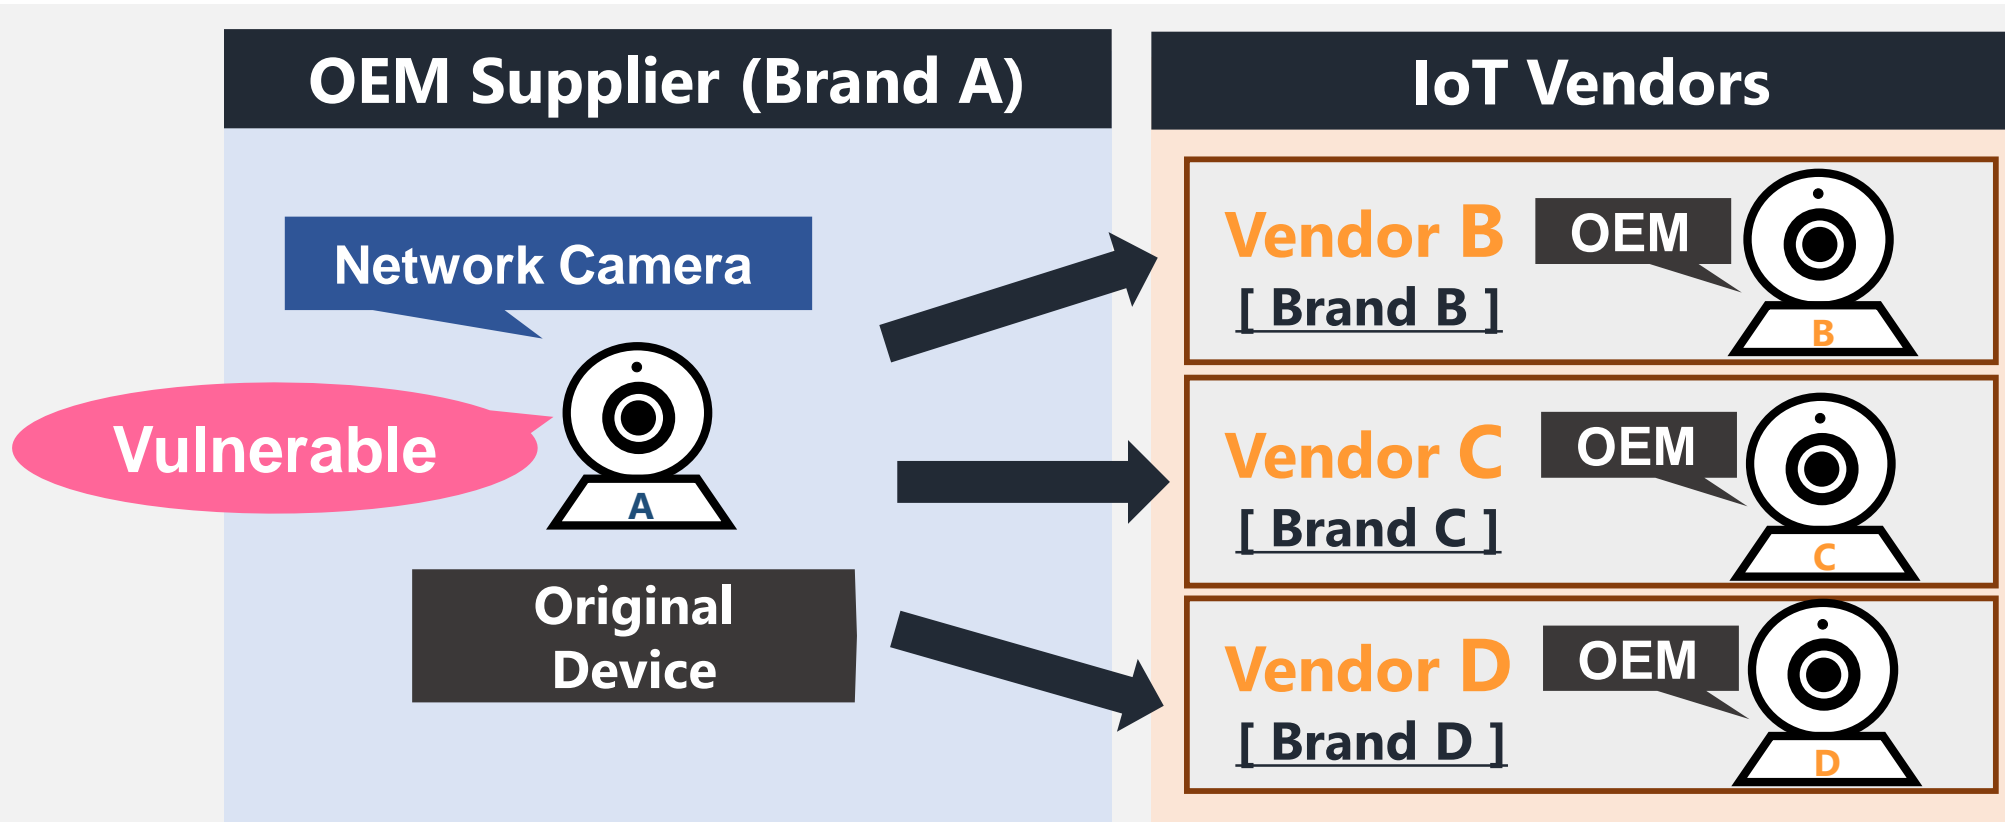 OEM Supplier (Brand A)
Network Camera
Vulnerable
A
Original
Device
IoT Vendors
Vendor B
[ Brand B ]
OEM
B
Vendor C
[ Brand C ]
OEM
C
Vendor D
[ Brand D ]
OEM
D